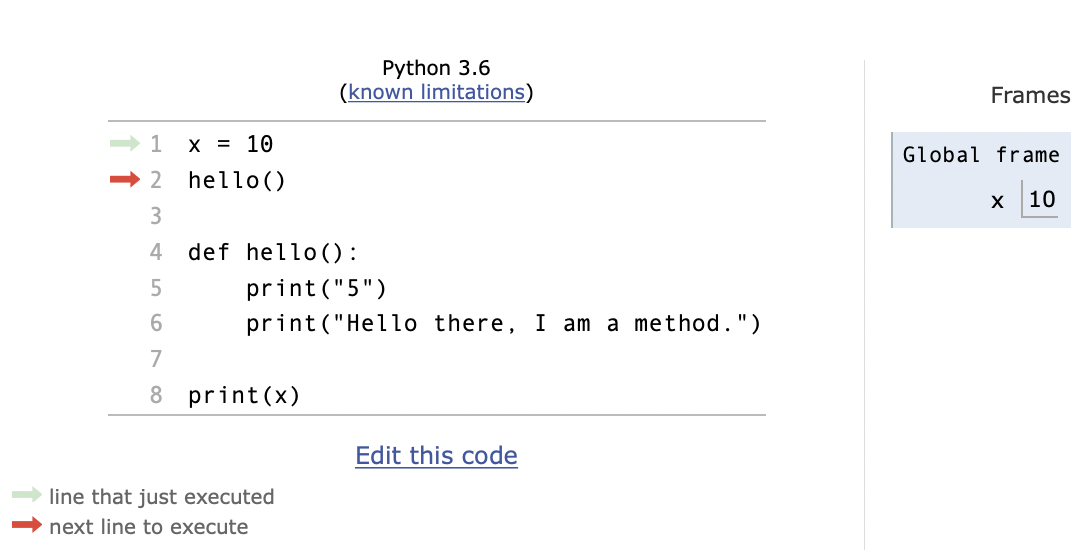 Python 3.6
(known limitations)
1 x = 10
2 hello()
3
4 def hello():
5     print("5")
6     print("Hello there, I am a method.")
7
8 print(x)
Edit this code
line that just executed
next line to execute
Frames
Global frame
x 10